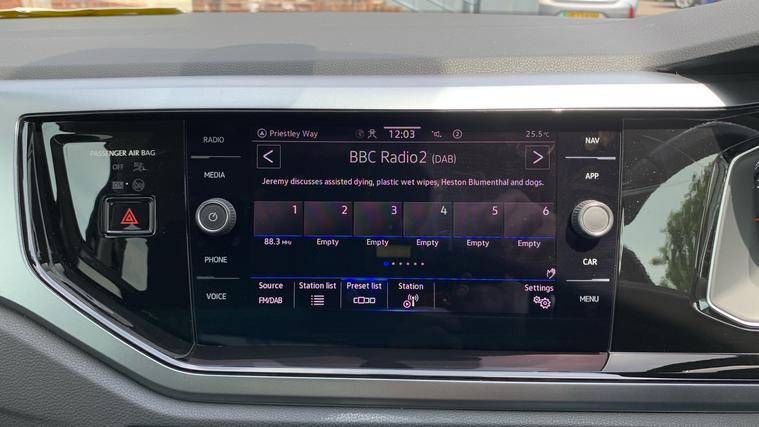 RADIO
MEDIA
PHONE
VOICE
PASSENGER AIR BAG
OFF
Priestley Way 12:03 2 25.5°C
BBC Radio2 (DAB)
Jeremy discusses assisted dying, plastic wet wipes, Heston Blumenthal and dogs.
1 2 3 4 5 6
88.3 MHz Empty Empty Empty Empty Empty
Source Station list Preset list Station Settings
FM/DAB
NAV
APP
CAR
MENU